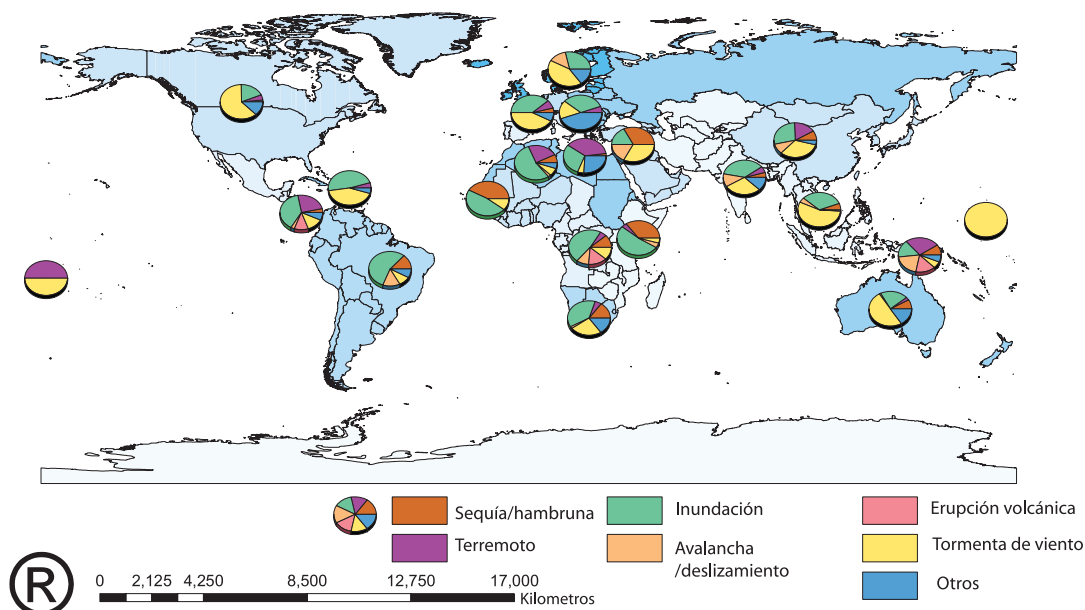 Sequía/hambruna
Inundación
Erupción volcánica
Terremoto
Avalancha
/deslizamiento
Tormenta de viento
Otros
®
0 2,125 4,250 8,500 12,750 17,000
Kilometros